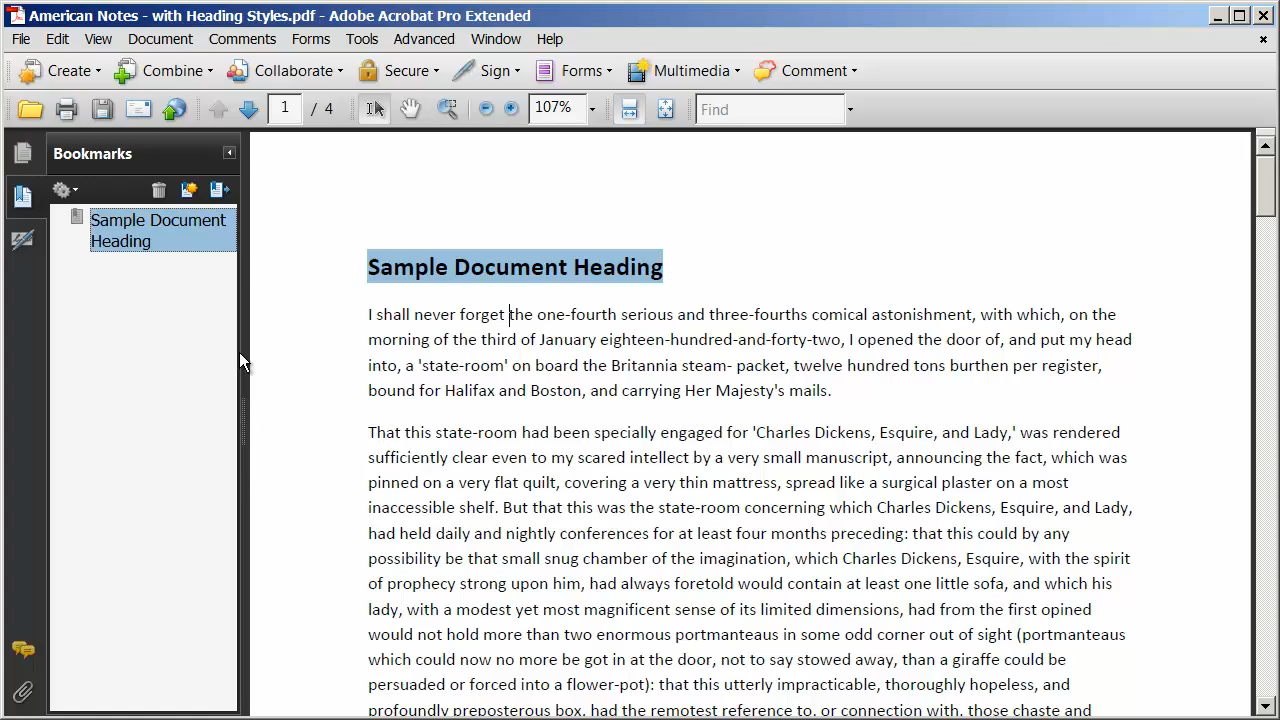 American Notes - with Heading Styles.pdf - Adobe Acrobat Pro Extended
File Edit View Document Comments Forms Tools Advanced Window Help
Create Combine Collaborate Secure Sign Forms Multimedia Comment
1 / 4 107% Find
Bookmarks
Sample Document
Heading
Sample Document Heading
I shall never forget the one-fourth serious and three-fourths comical astonishment, with which, on the
morning of the third of January eighteen-hundred-and-forty-two, I opened the door of, and put my head
into, a 'state-room' on board the Britannia steam- packet, twelve hundred tons burthen per register,
bound for Halifax and Boston, and carrying Her Majesty's mails.
That this state-room had been specially engaged for 'Charles Dickens, Esquire, and Lady,' was rendered
sufficiently clear even to my scared intellect by a very small manuscript, announcing the fact, which was
pinned on a very flat quilt, covering a very thin mattress, spread like a surgical plaster on a most
inaccessible shelf. But that this was the state-room concerning which Charles Dickens, Esquire, and Lady,
had held daily and nightly conferences for at least four months preceding: that this could by any
possibility be that small snug chamber of the imagination, which Charles Dickens, Esquire, with the spirit
of prophecy strong upon him, had always foretold would contain at least one little sofa, and which his
lady, with a modest yet most magnificent sense of its limited dimensions, had from the first opined
would not hold more than two enormous portmanteaus in some odd corner out of sight (portmanteaus
which could now no more be got in at the door, not to say stowed away, than a giraffe could be
persuaded or forced into a flower-pot): that this utterly impracticable, thoroughly hopeless, and
profoundly preposterous box, had the remotest reference to, or connection with, those chaste and